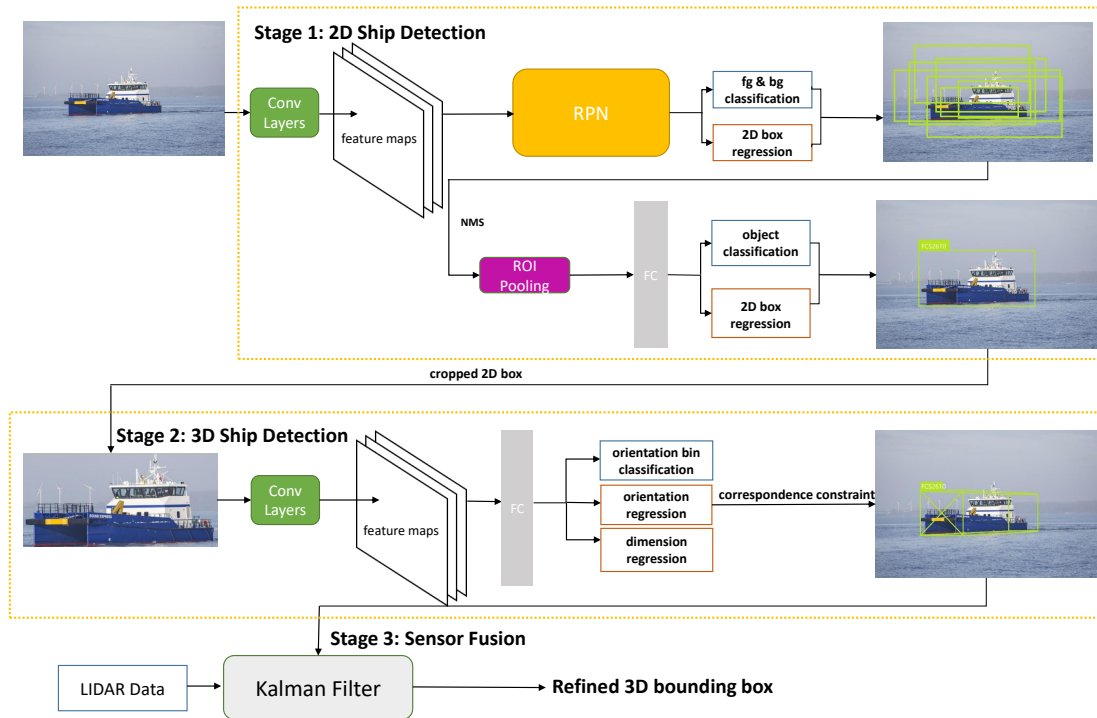 Stage 1: 2D Ship Detection
Conv
Layers
feature maps
RPN
fg & bg
classification
2D box
regression
NMS
ROI
Pooling
FC
object
classification
2D box
regression
FCS2610
cropped 2D box
Stage 2: 3D Ship Detection
Conv
Layers
feature maps
FC
orientation bin
classification
orientation
regression
dimension
regression
correspondence constraint
FCS2610
Stage 3: Sensor Fusion
LIDAR Data
Kalman Filter
Refined 3D bounding box